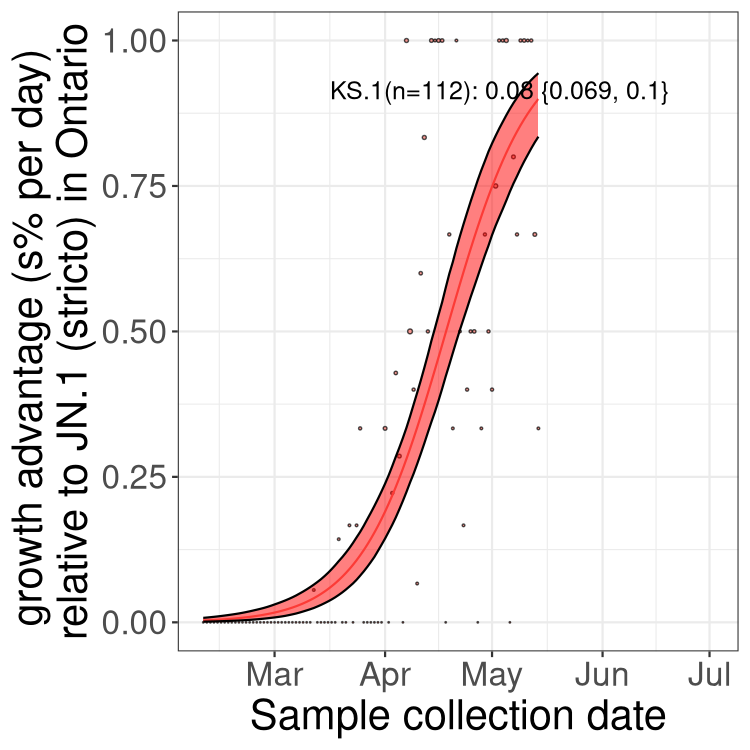 growth advantage (s% per day)
relative to JN.1 (stricto) in Ontario
1.00
0.75
0.50
0.25
0.00
KS.1(n=112): 0.08 {0.069, 0.1}
Mar Apr May Jun Jul
Sample collection date